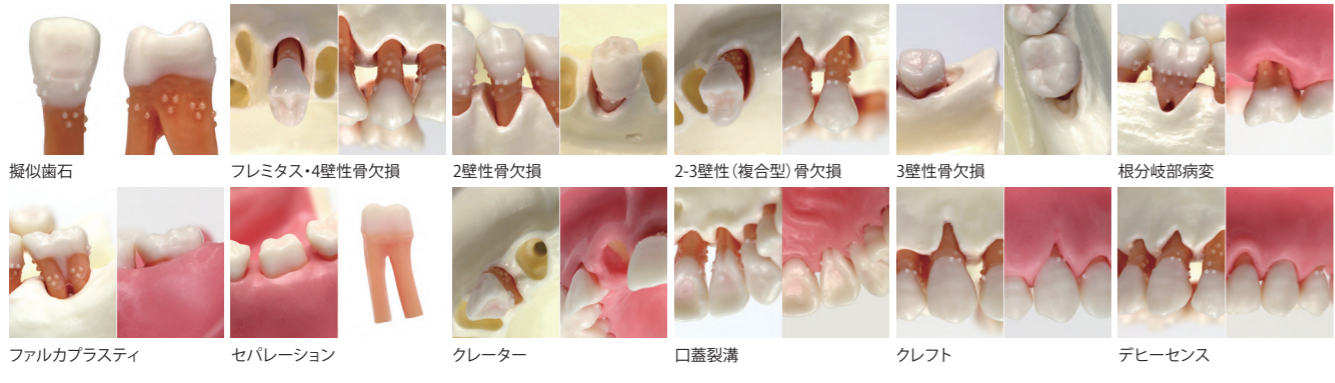 擬似歯石
フレミタス・4壁性骨欠損
2壁性骨欠損
2-3壁性（複合型）骨欠損
3壁性骨欠損
根分岐部病変
ファルカプラスティ
セパレーション
クレーター
口蓋裂溝
クレフト
デヒーセンス